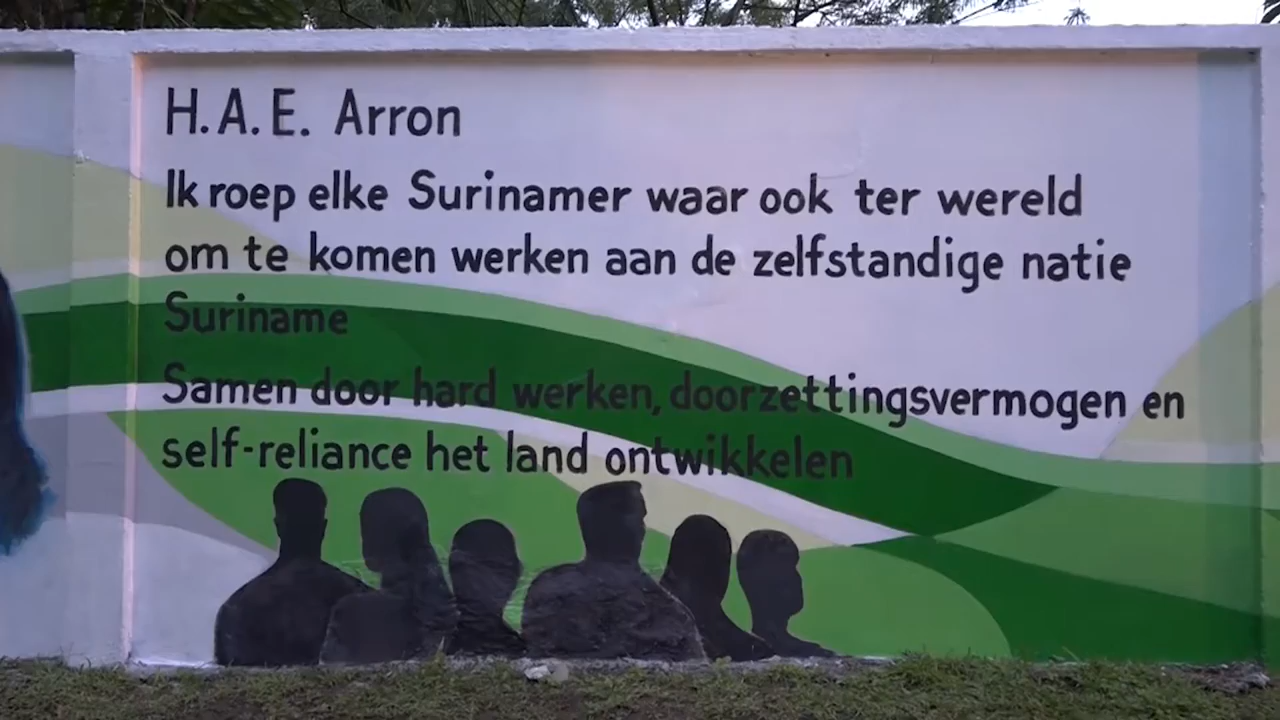 H.A.E. Arron
Ik roep elke Surinamer waar ook ter wereld
om te komen werken aan de zelfstandige natie
Suriname
Samen door hard werken, doorzettingsvermogen en
self-reliance het land ontwikkelen